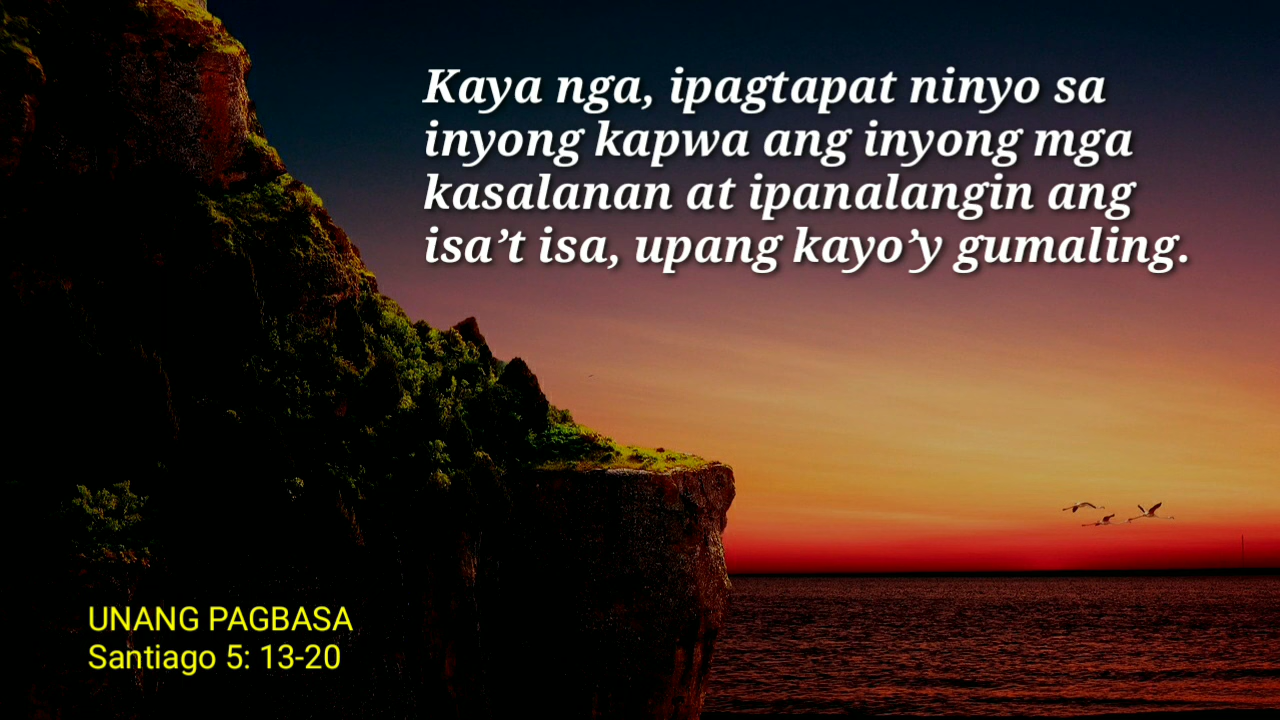 Kaya nga, ipagtapat ninyo sa
inyong kapwa ang inyong mga
kasalanan at ipanalangin ang
isa’t isa, upang kayo’y gumaling.
UNANG PAGBASA
Santiago 5: 13-20